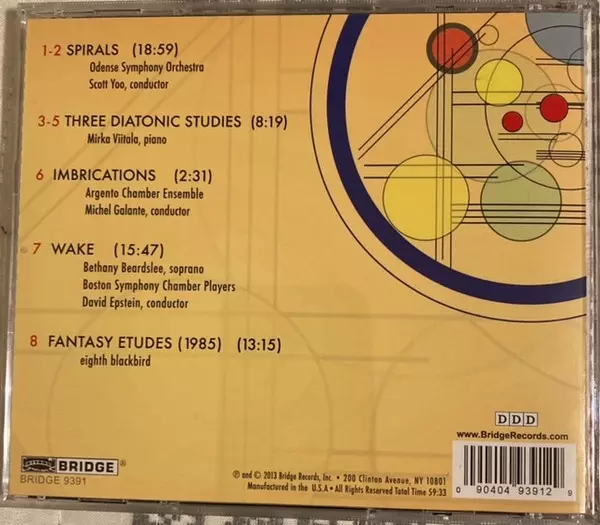 1-2 SPIRALS (18:59)
Odense Symphony Orchestra
Scott Yoo, conductor
3-5 THREE DIATONIC STUDIES (8:19)
Mirka Viitala, piano
6 IMBRICATIONS (2:31)
Argento Chamber Ensemble
Michel Galante, conductor
7 WAKE (15:47)
Bethany Beardslee, soprano
Boston Symphony Chamber Players
David Epstein, conductor
8 FANTASY ETUDES (1985) (13:15)
eighth blackbird
DDD
www.BridgeRecords.com
BRIDGE®
BRIDGE 9391
℗ and © 2013 Bridge Records, Inc. • 200 Clinton Avenue, NY 10801
Manufactured in the U.S.A • All Rights Reserved Total Time 59:33
0 90404 93912 9